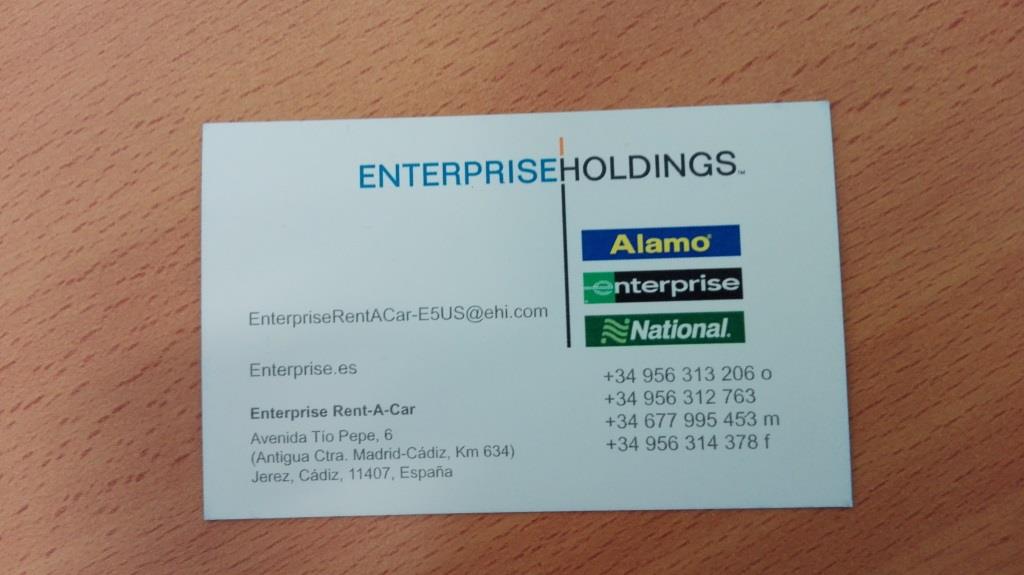 ENTERPRISEHOLDINGS™
Alamo®
enterprise
National.
EnterpriseRentACar-E5US@ehi.com
Enterprise.es
Enterprise Rent-A-Car
Avenida Tío Pepe, 6
(Antigua Ctra. Madrid-Cádiz, Km 634)
Jerez, Cádiz, 11407, España
+34 956 313 206 o
+34 956 312 763
+34 677 995 453 m
+34 956 314 378 f